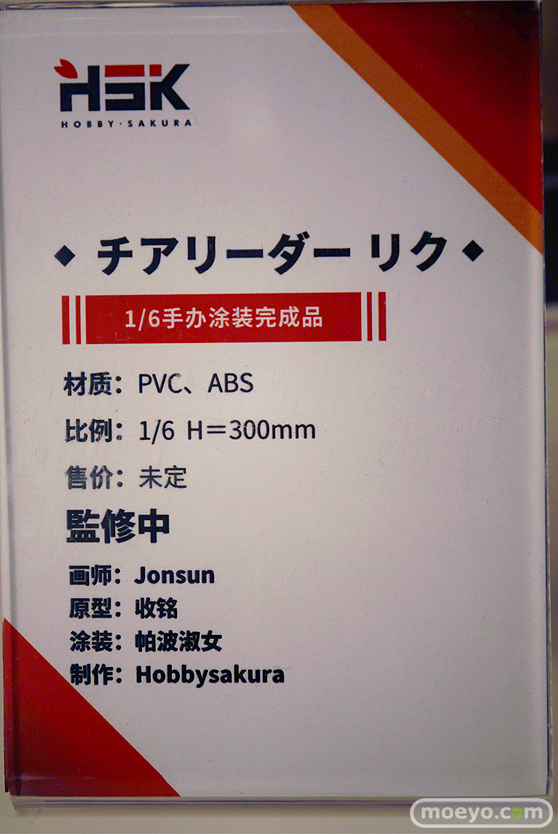 HSK
HOBBY·SAKURA
◆ チアリーダー リク ◆
1/6手办涂装完成品
材质：PVC、ABS
比例：1/6 H＝300mm
售价：未定
監修中
画师：Jonsun
原型：收铭
涂装：帕波淑女
制作：Hobbysakura
moeyo.com